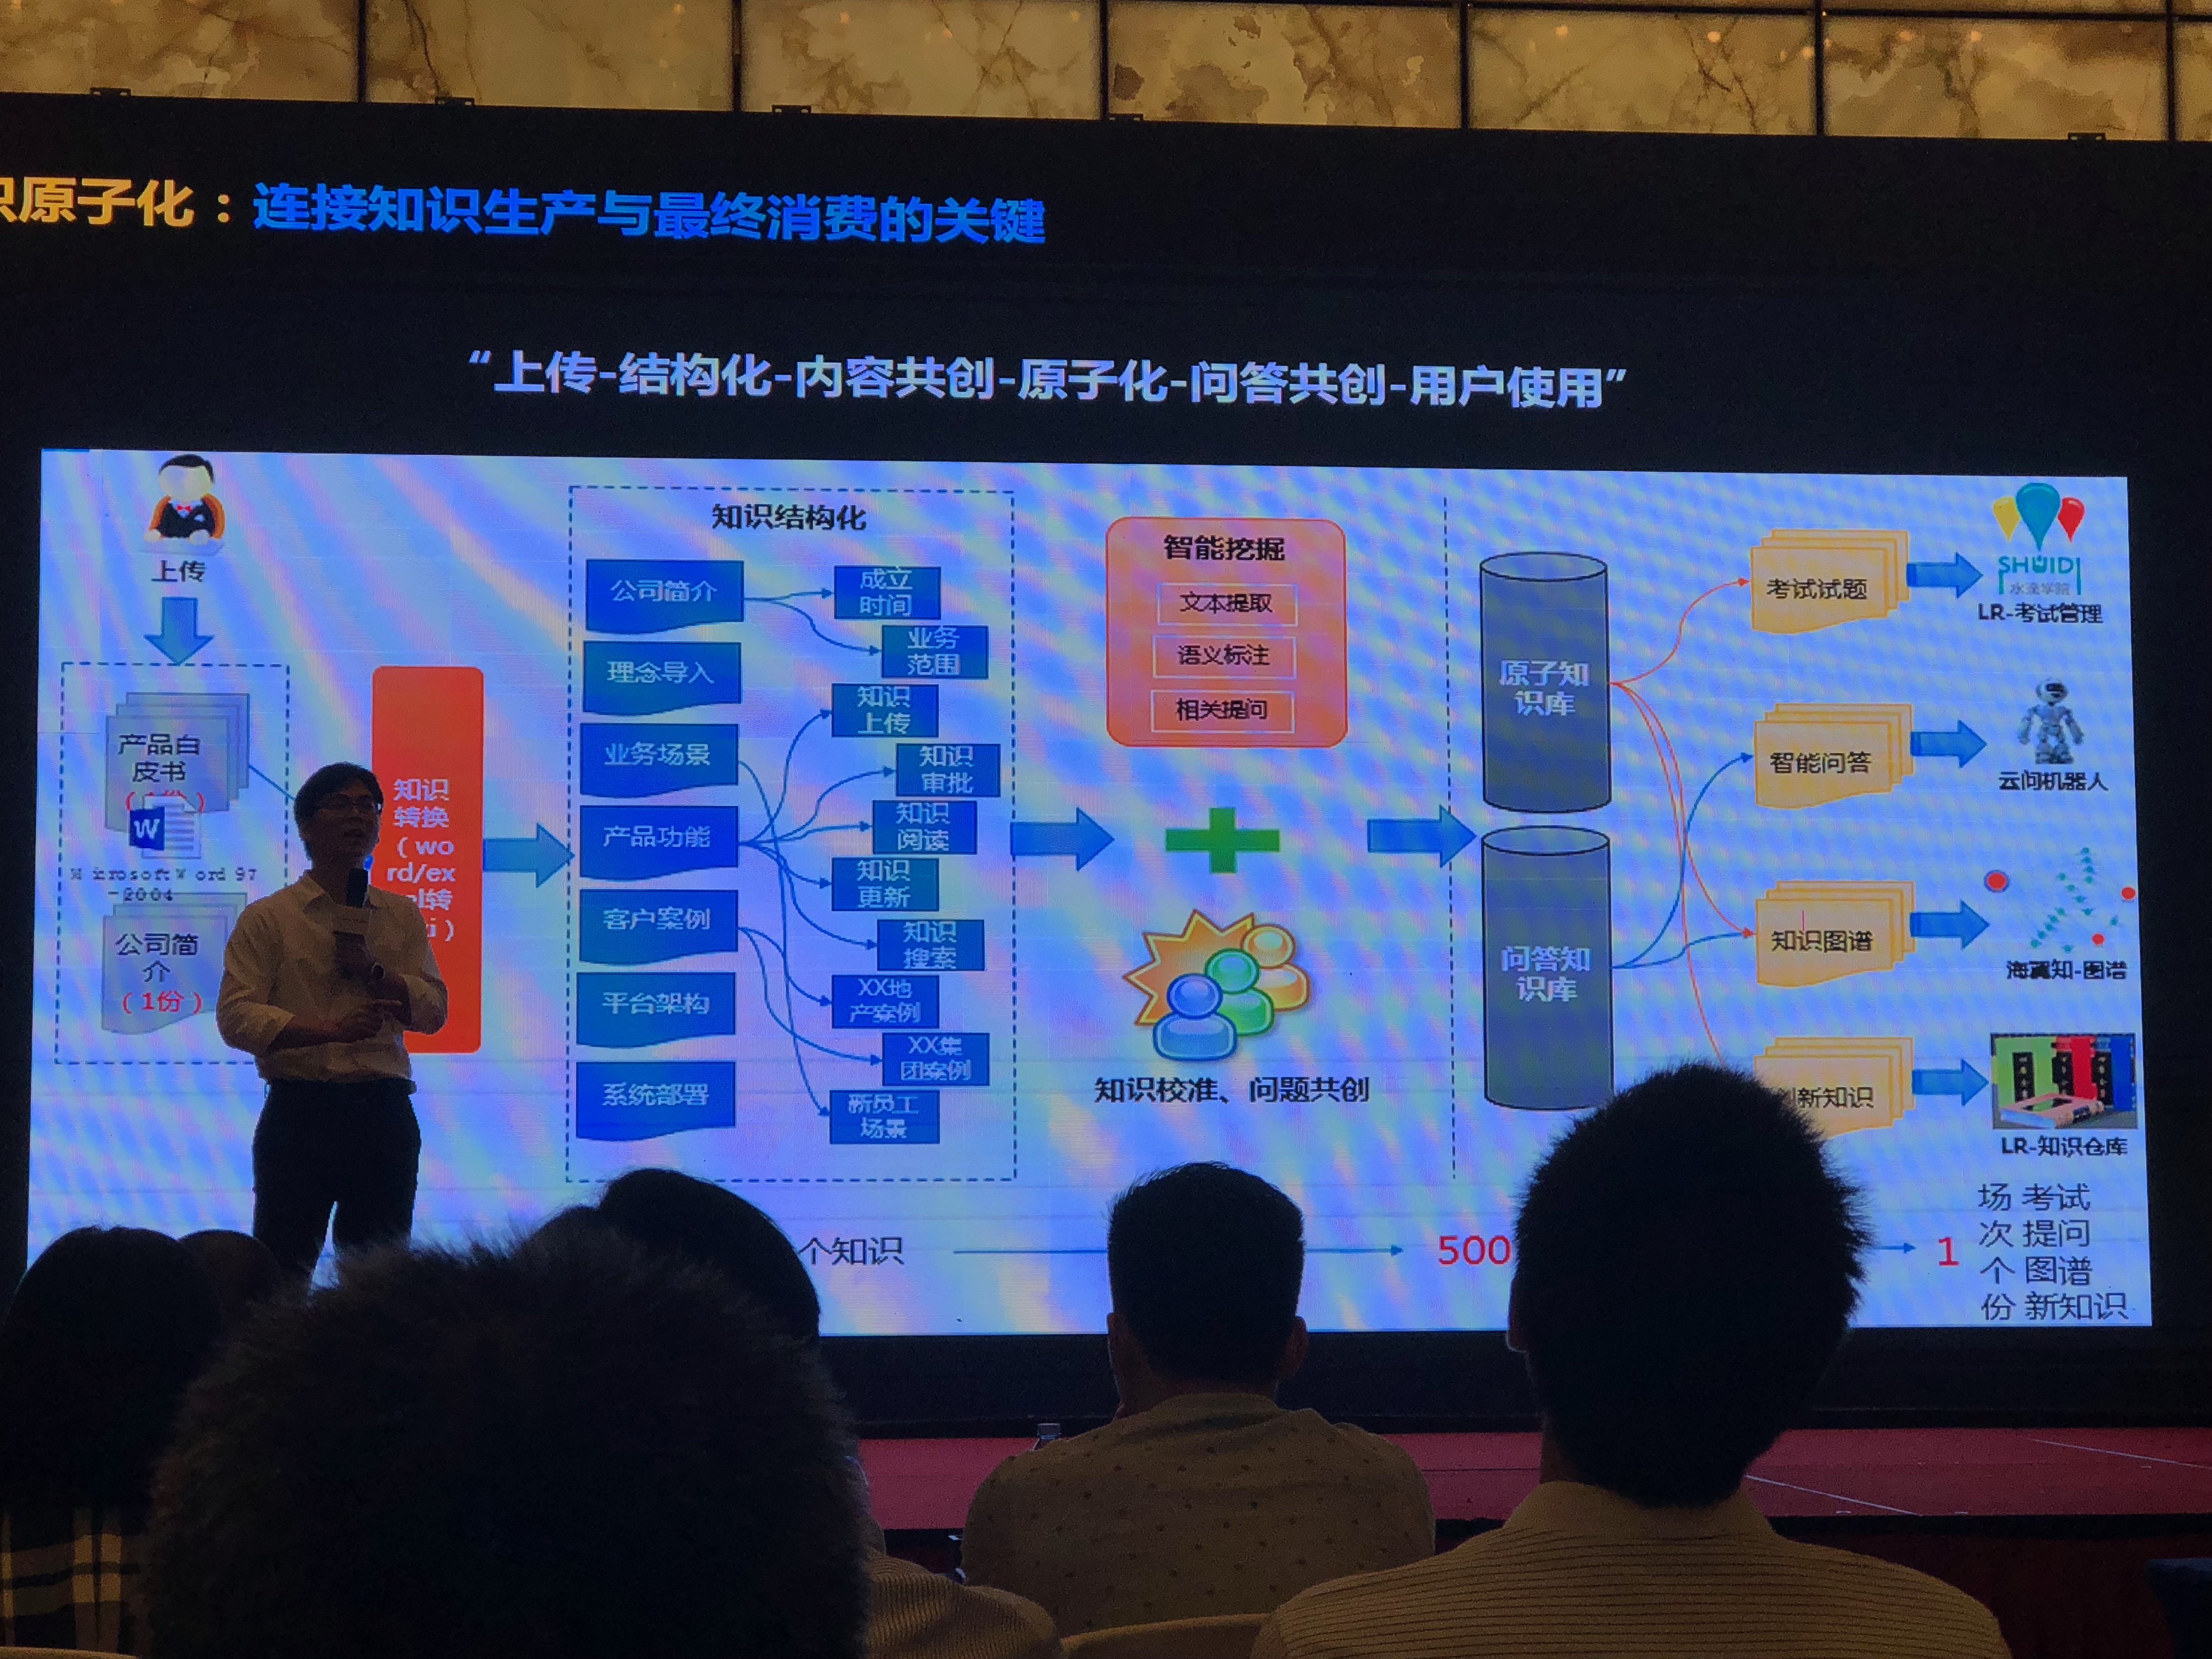 识原子化：连接知识生产与最终消费的关键
“上传-结构化-内容共创-原子化-问答共创-用户使用”
上传
产品白
皮书
W
Microsoft Word 97
-2004
公司简
介
（1份）
知识
转换
（wo
rd/ex
知识结构化
公司简介
理念导入
业务场景
产品功能
客户案例
平台架构
系统部署
成立
时间
业务
范围
知识
上传
知识
审批
知识
阅读
知识
更新
知识
搜索
XX地
产案例
XX集
团案例
新员工
场景
智能挖掘
文本提取
语义标注
相关提问
知识校准、问题共创
原子知
识库
问答知
识库
考试试题
智能问答
知识图谱
新知识
SHUIDI
水滴学院
LR-考试管理
云问机器人
海翼知-图谱
LR-知识仓库
个知识
500
1
场 考试
次 提问
个 图谱
份 新知识